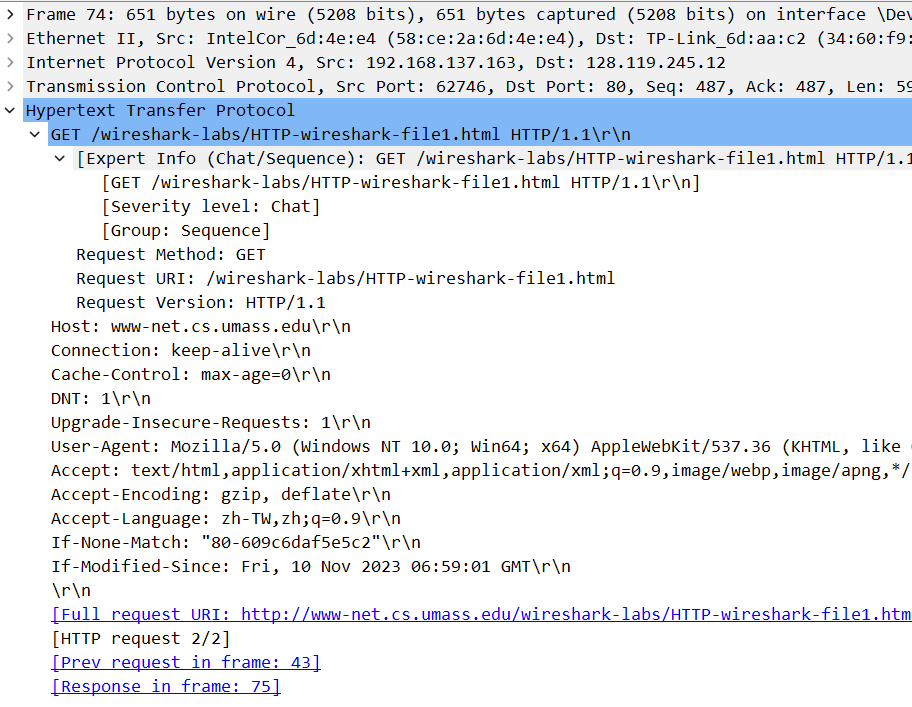 Frame 74: 651 bytes on wire (5208 bits), 651 bytes captured (5208 bits) on interface \Dev
Ethernet II, Src: IntelCor_6d:4e:e4 (58:ce:2a:6d:4e:e4), Dst: TP-Link_6d:aa:c2 (34:60:f9:
Internet Protocol Version 4, Src: 192.168.137.163, Dst: 128.119.245.12
Transmission Control Protocol, Src Port: 62746, Dst Port: 80, Seq: 487, Ack: 487, Len: 59
Hypertext Transfer Protocol
GET /wireshark-labs/HTTP-wireshark-file1.html HTTP/1.1\r\n
[Expert Info (Chat/Sequence): GET /wireshark-labs/HTTP-wireshark-file1.html HTTP/1.1
[GET /wireshark-labs/HTTP-wireshark-file1.html HTTP/1.1\r\n]
[Severity level: Chat]
[Group: Sequence]
Request Method: GET
Request URI: /wireshark-labs/HTTP-wireshark-file1.html
Request Version: HTTP/1.1
Host: www-net.cs.umass.edu\r\n
Connection: keep-alive\r\n
Cache-Control: max-age=0\r\n
DNT: 1\r\n
Upgrade-Insecure-Requests: 1\r\n
User-Agent: Mozilla/5.0 (Windows NT 10.0; Win64; x64) AppleWebKit/537.36 (KHTML, like
Accept: text/html,application/xhtml+xml,application/xml;q=0.9,image/webp,image/apng,*/
Accept-Encoding: gzip, deflate\r\n
Accept-Language: zh-TW,zh;q=0.9\r\n
If-None-Match: "80-609c6daf5e5c2"\r\n
If-Modified-Since: Fri, 10 Nov 2023 06:59:01 GMT\r\n
\r\n
[Full request URI: http://www-net.cs.umass.edu/wireshark-labs/HTTP-wireshark-file1.htm
[HTTP request 2/2]
[Prev request in frame: 43]
[Response in frame: 75]